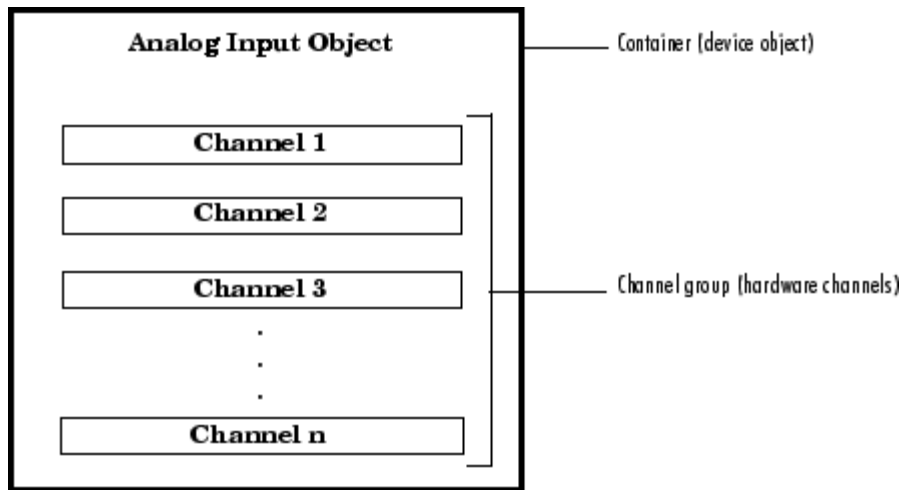 Analog Input Object
Container (device object)
Channel 1
Channel 2
Channel 3
Channel group (hardware channels)
.
.
.
Channel n